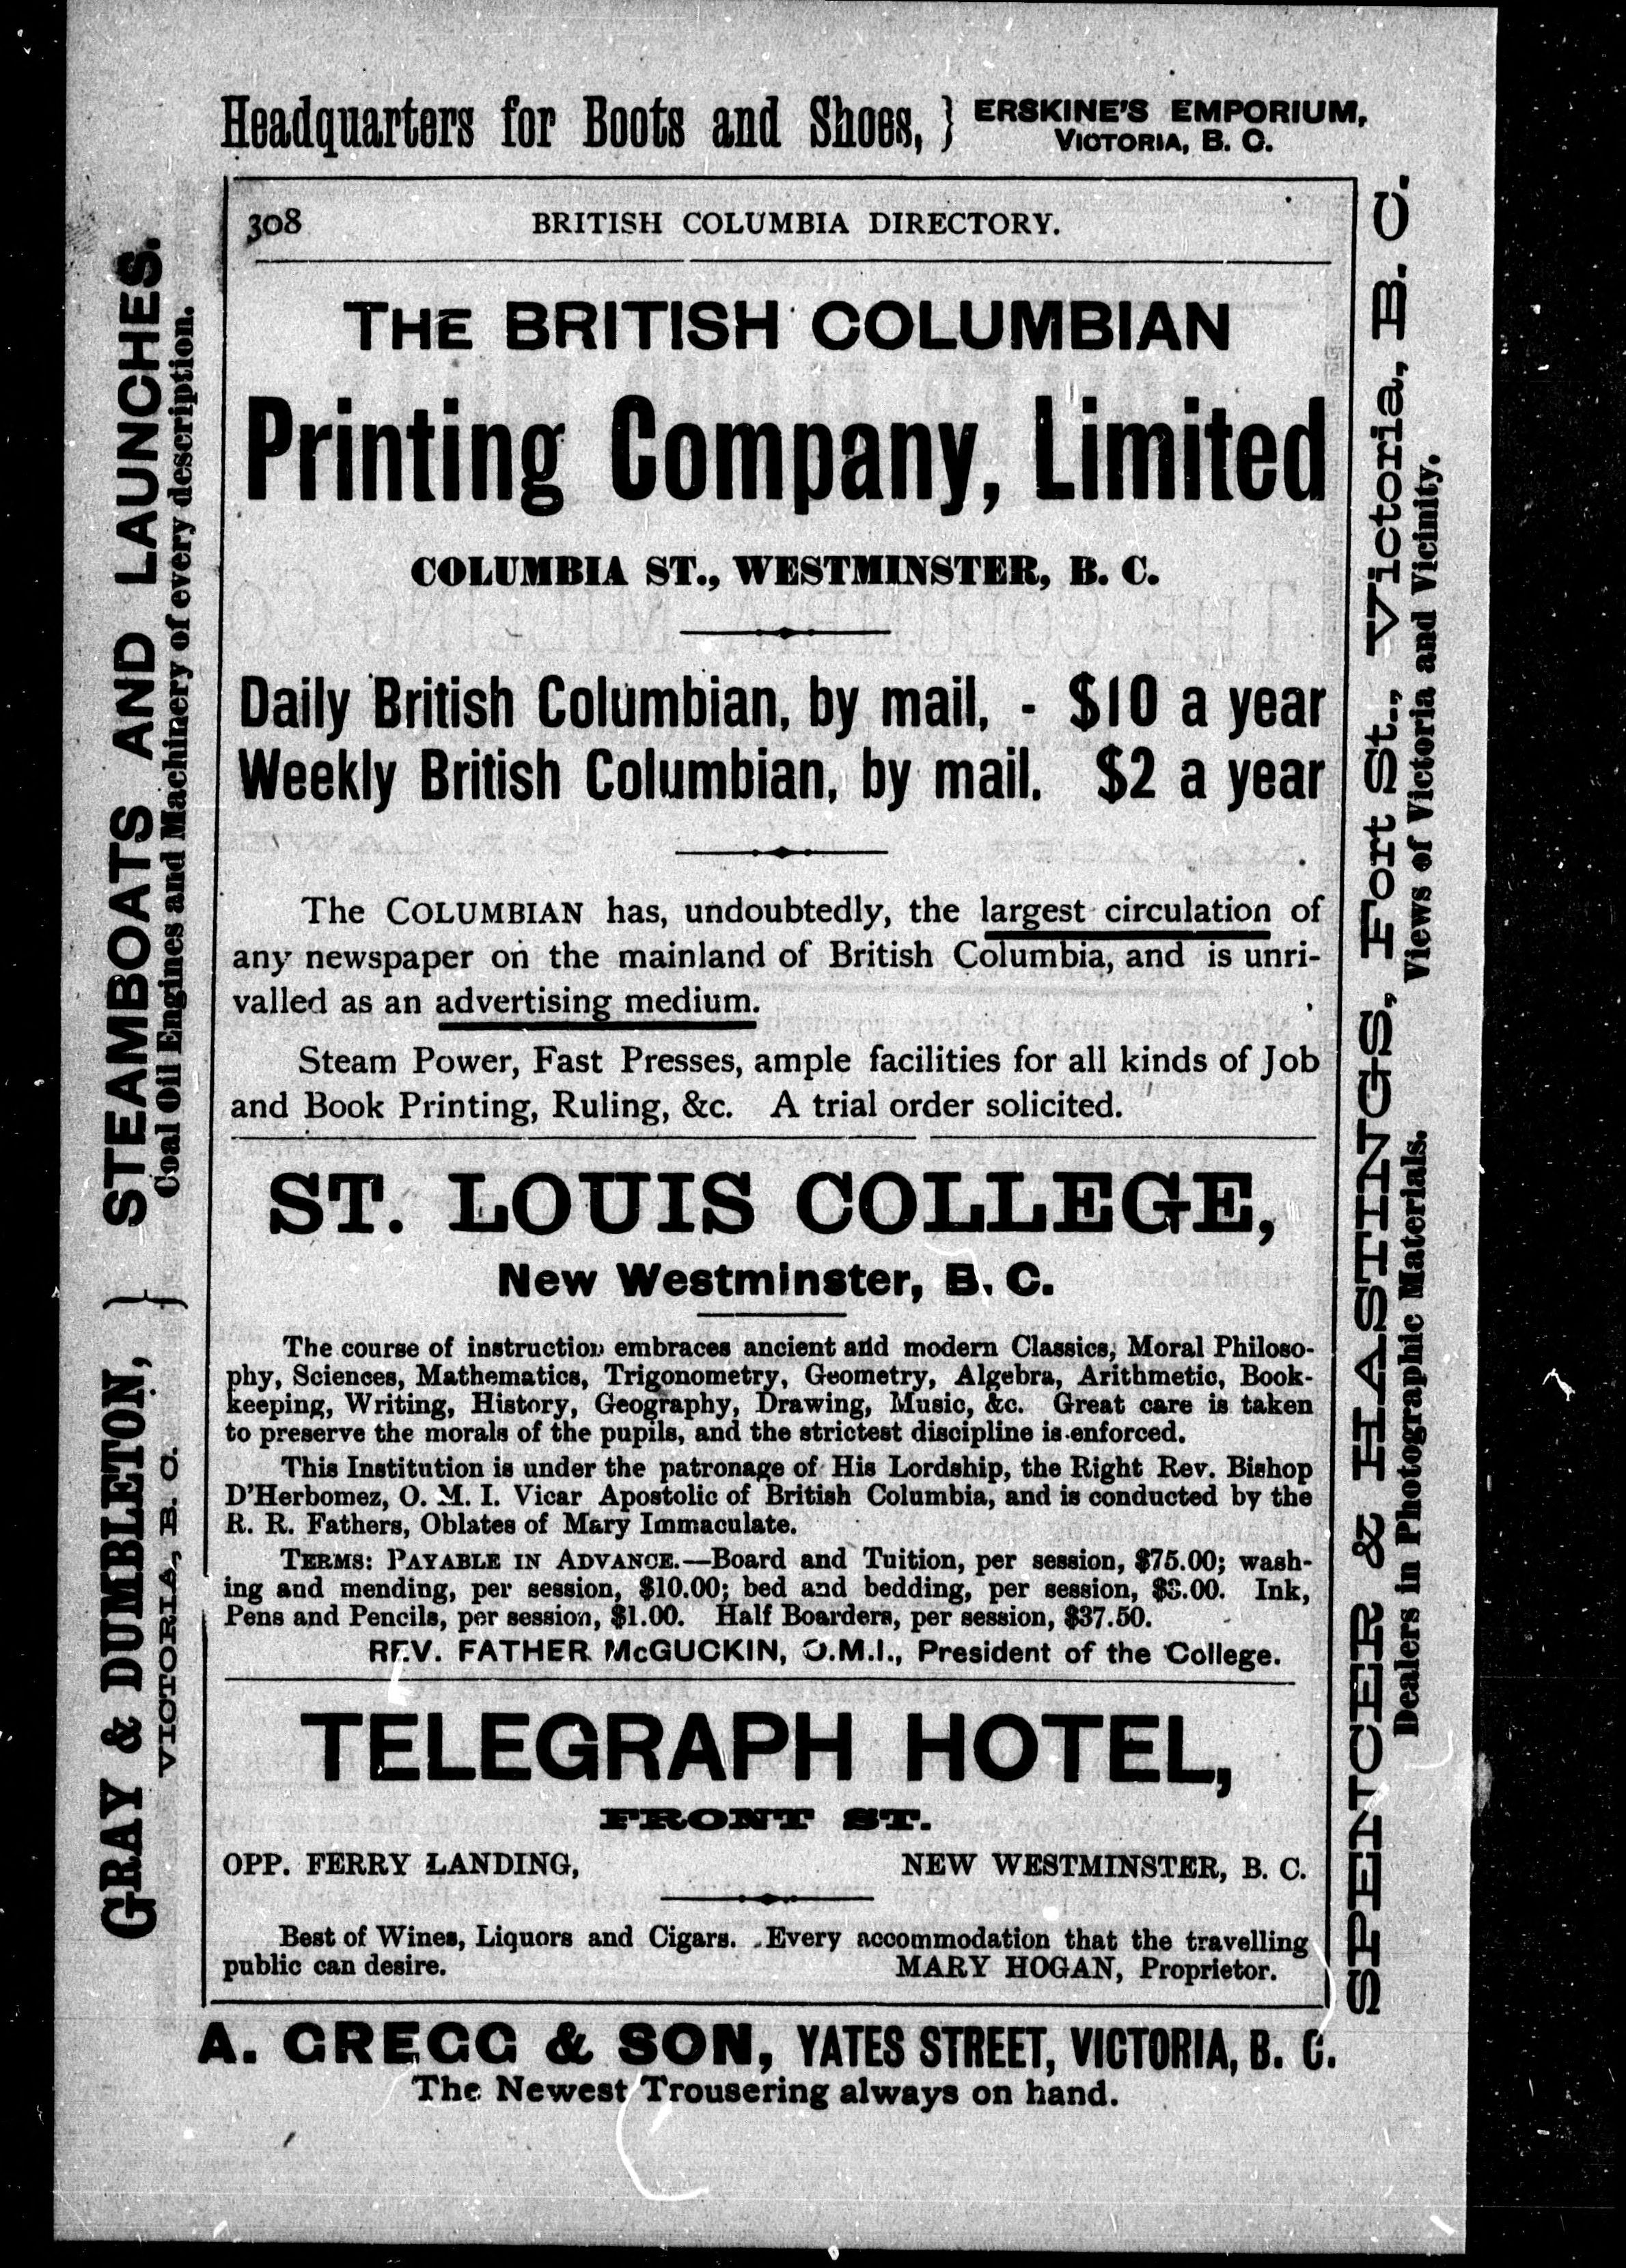 Headquarters for Boots and Shoes, } ERSKINE'S EMPORIUM,
VICTORIA, B. C.
308 BRITISH COLUMBIA DIRECTORY.
THE BRITISH COLUMBIAN
Printing Company, Limited
COLUMBIA ST., WESTMINSTER, B. C.
Daily British Columbian, by mail, - $10 a year
Weekly British Columbian, by mail. $2 a year
The COLUMBIAN has, undoubtedly, the largest circulation of
any newspaper on the mainland of British Columbia, and is unri-
valled as an advertising medium.
Steam Power, Fast Presses, ample facilities for all kinds of Job
and Book Printing, Ruling, &c. A trial order solicited.
ST. LOUIS COLLEGE,
New Westminster, B. C.
The course of instruction embraces ancient and modern Classics, Moral Philoso-
phy, Sciences, Mathematics, Trigonometry, Geometry, Algebra, Arithmetic, Book-
keeping, Writing, History, Geography, Drawing, Music, &c. Great care is taken
to preserve the morals of the pupils, and the strictest discipline is enforced.
This Institution is under the patronage of His Lordship, the Right Rev. Bishop
D'Herbomez, O. M. I. Vicar Apostolic of British Columbia, and is conducted by the
R. R. Fathers, Oblates of Mary Immaculate.
TERMS: PAYABLE IN ADVANCE.—Board and Tuition, per session, $75.00; wash-
ing and mending, per session, $10.00; bed and bedding, per session, $3.00. Ink,
Pens and Pencils, per session, $1.00. Half Boarders, per session, $37.50.
REV. FATHER McGUCKIN, O.M.I., President of the College.
TELEGRAPH HOTEL,
FRONT ST.
OPP. FERRY LANDING, NEW WESTMINSTER, B. C.
Best of Wines, Liquors and Cigars. Every accommodation that the travelling
public can desire. MARY HOGAN, Proprietor.
A. GREGG & SON, YATES STREET, VICTORIA, B. C.
The Newest Trousering always on hand.
GRAY & DUMBLETON, } STEAMBOATS AND LAUNCHES.
VICTORIA, B. C. Coal Oil Engines and Machinery of every description.
SPENCER & HASTINGS, Fort St., Victoria, B. C.
Dealers in Photographic Materials. Views of Victoria and Vicinity.